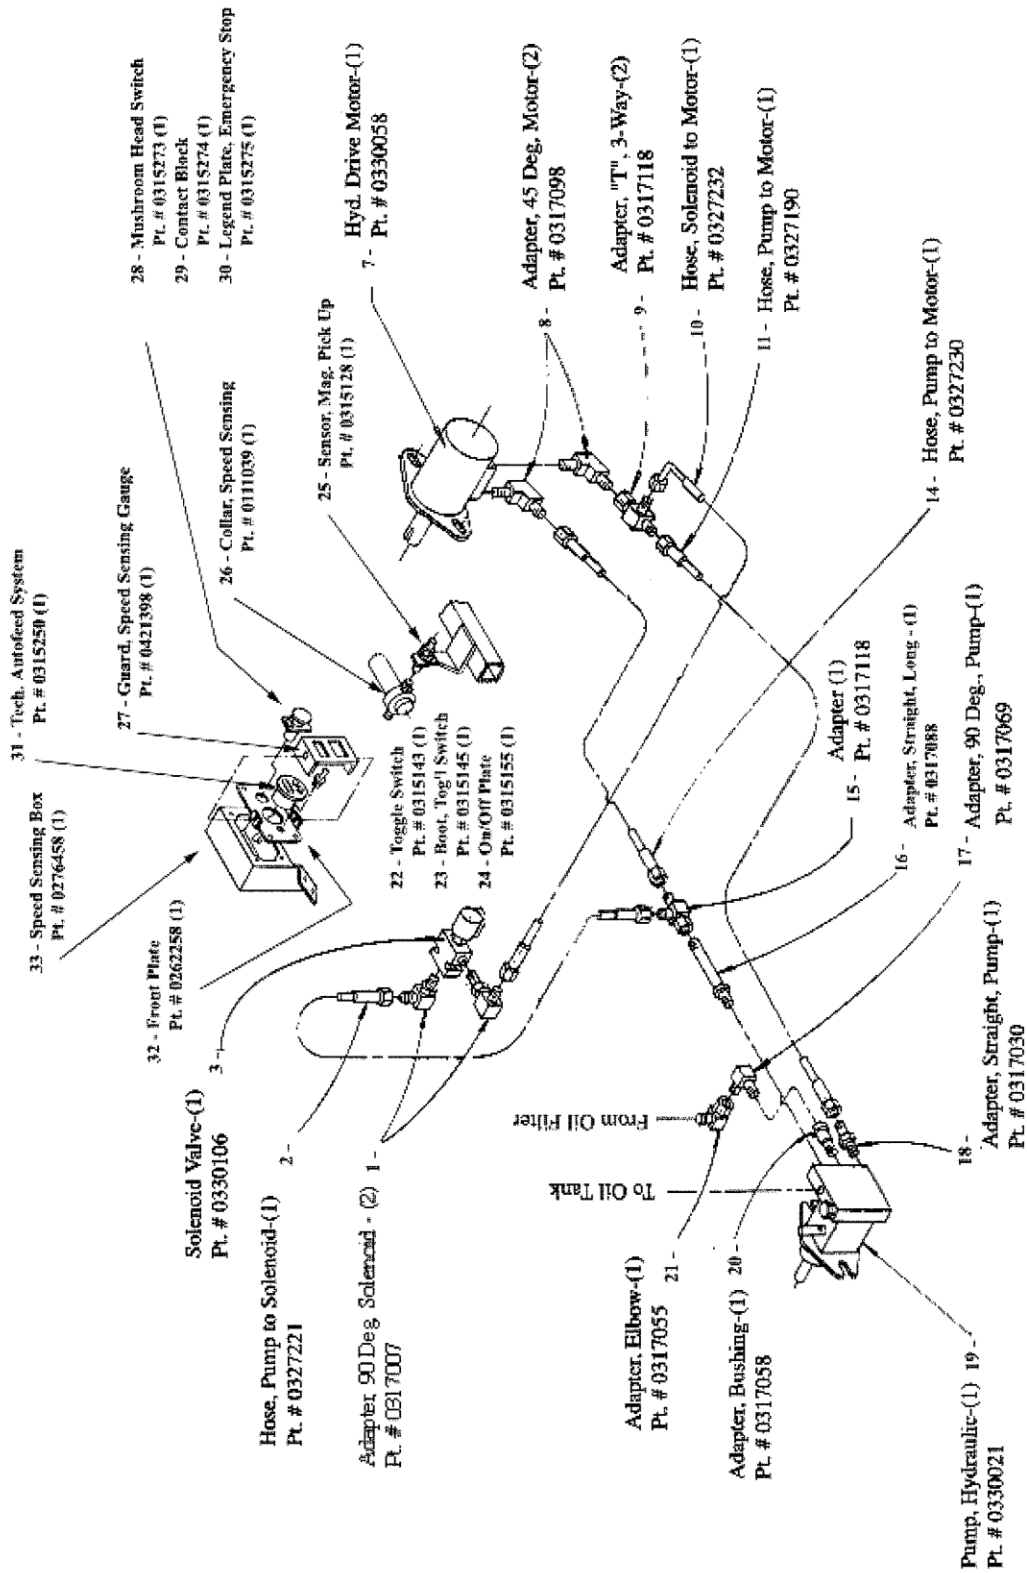 33 - Speed Sensing Box
Pt. # 0276458 (1)
31 - Tech. Autofeed System
Pt. # 0315250 (1)
27 - Guard, Speed Sensing Gauge
Pt. # 0421398 (1)
28 - Mushroom Head Switch
Pt. # 0315273 (1)
29 - Contact Block
Pt. # 0315274 (1)
30 - Legend Plate, Emergency Stop
Pt. # 0315275 (1)
26 - Collar, Speed Sensing
Pt. # 0111039 (1)
25 - Sensor, Mag. Pick Up
Pt. # 0315128 (1)
32 - Front Plate
Pt. # 0262258 (1)
22 - Toggle Switch
Pt. # 0315143 (1)
23 - Boot, Tog'l Switch
Pt. # 0315145 (1)
24 - On/Off Plate
Pt. # 0315155 (1)
7 - Hyd. Drive Motor-(1)
Pt. # 0330058
Solenoid Valve-(1) 3 -
Pt. # 0330106
Hose, Pump to Solenoid-(1) 2 -
Pt. # 0327221
Adapter, 90 Deg. Solenoid - (2) 1 -
Pt. # 0317007
8 - Adapter, 45 Deg, Motor-(2)
Pt. # 0317098
9 - Adapter, "T", 3-Way-(2)
Pt. # 0317118
10 - Hose, Solenoid to Motor-(1)
Pt. # 0327232
11 - Hose, Pump to Motor-(1)
Pt. # 0327190
14 - Hose, Pump to Motor-(1)
Pt. # 0327230
15 - Adapter (1)
Pt. # 0317118
16 - Adapter, Straight, Long - (1)
Pt. # 0317088
17 - Adapter, 90 Deg., Pump-(1)
Pt. # 0317069
18 - Adapter, Straight, Pump-(1)
Pt. # 0317030
From Oil Filter
To Oil Tank
Adapter, Elbow-(1) 21 -
Pt. # 0317055
Adapter, Bushing-(1) 20 -
Pt. # 0317058
Pump, Hydraulic-(1) 19 -
Pt. # 0330021